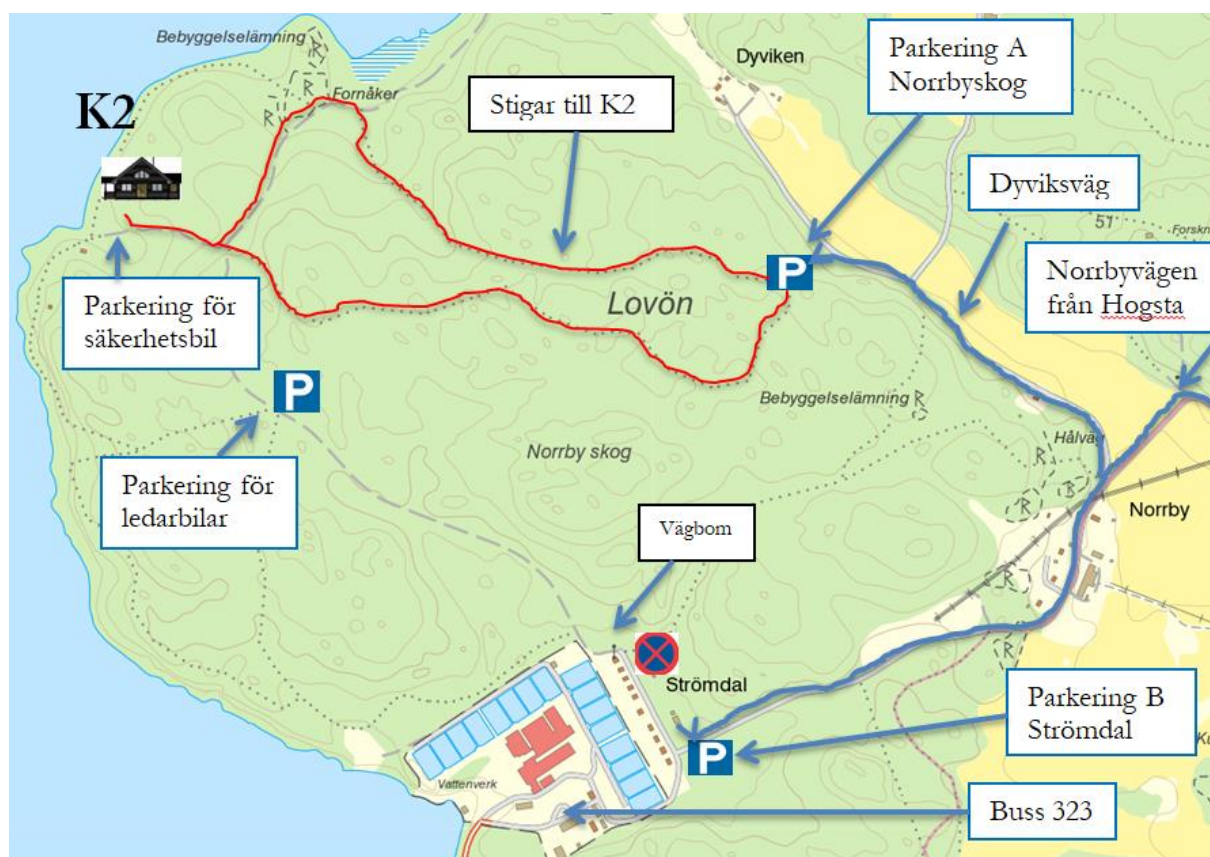 Bebyggelselämning
R
R
R
Fornåker
K2
Stigar till K2
Dyviken
Parkering A
Norrbyskog
Dyviksväg
51
Norrbyvägen
från Hogsta
P
Lovön
Parkering för
säkerhetsbil
P
Bebyggelselämning R
Hålväg
R
R
R
Norrby
Norrby skog
Parkering för
ledarbilar
Vägbom
R
R
Strömdal
P
Parkering B
Strömdal
Vattenverk
Buss 323